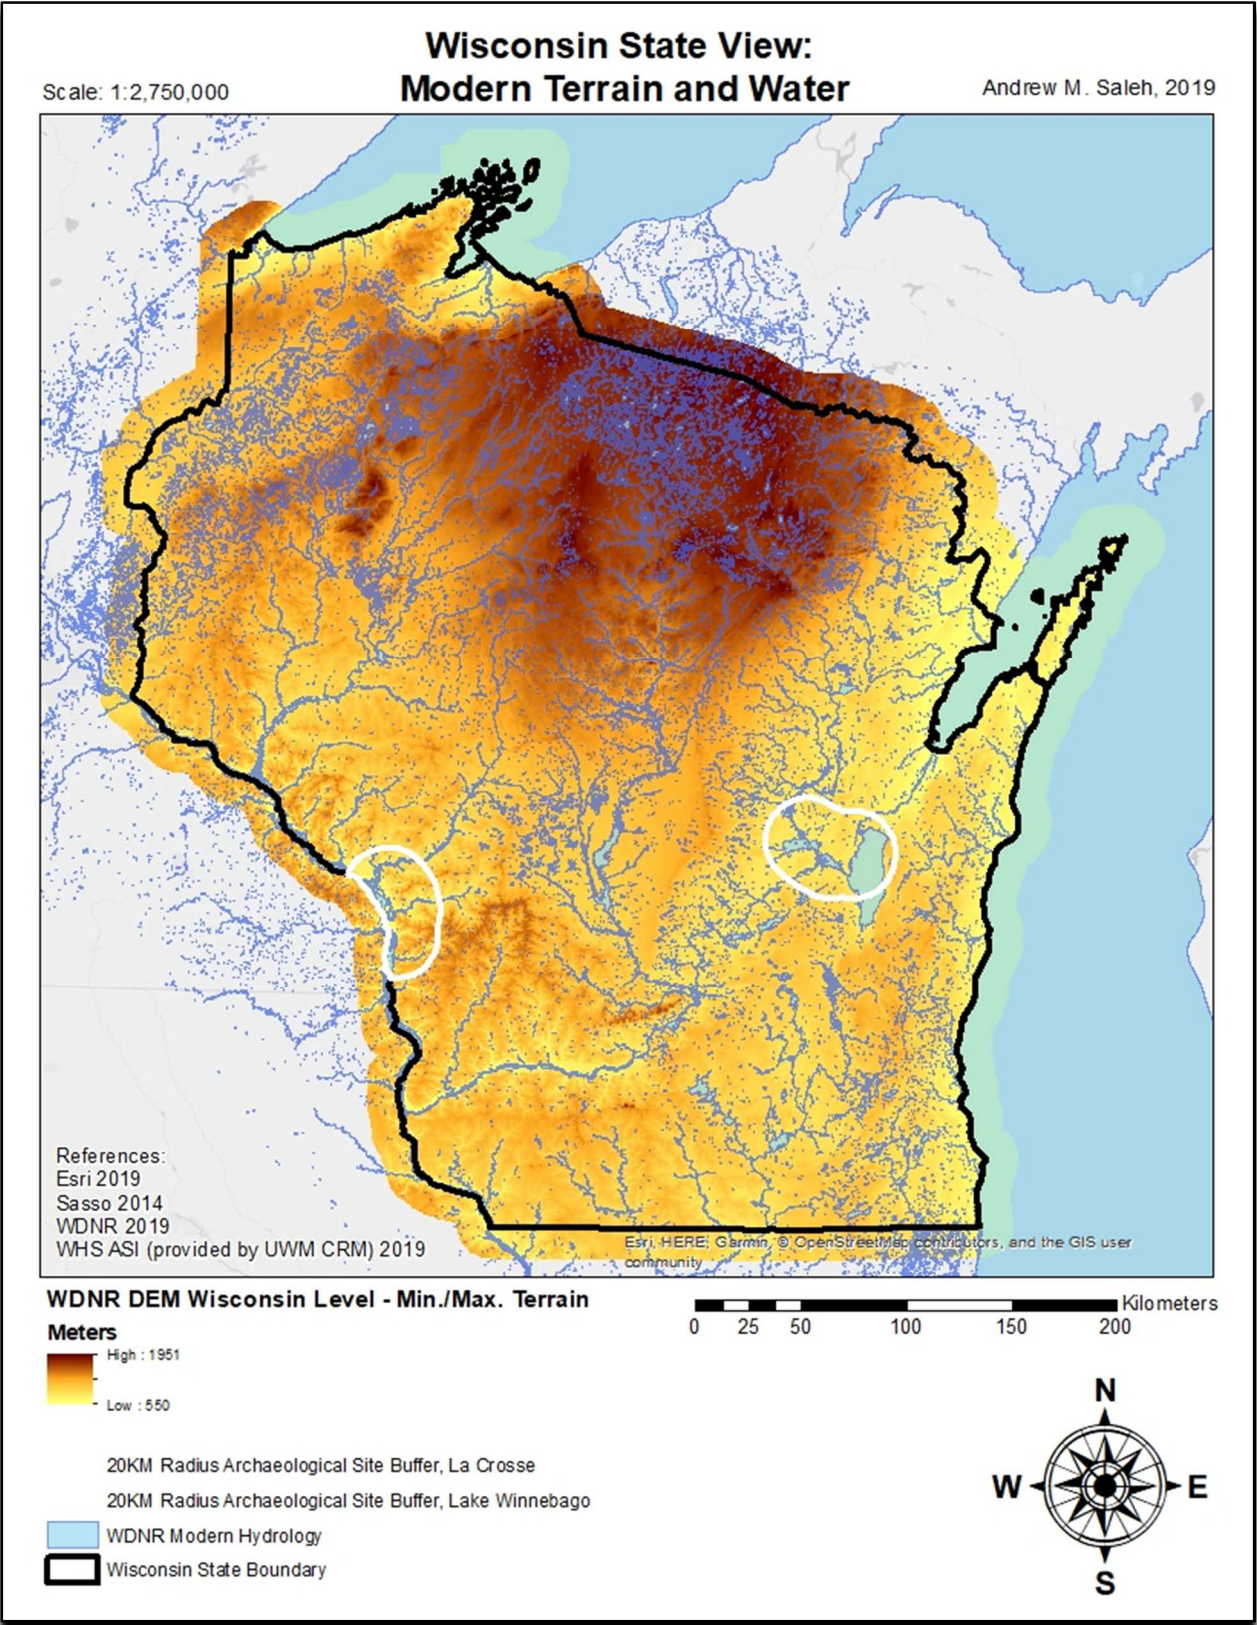 Wisconsin State View:
Modern Terrain and Water
Scale: 1:2,750,000
Andrew M. Saleh, 2019
References:
Esri 2019
Sasso 2014
WDNR 2019
WHS ASI (provided by UWM CRM) 2019
Esri, HERE, Garmin, © OpenStreetMap contributors, and the GIS user
community
WDNR DEM Wisconsin Level - Min./Max. Terrain
Meters
High : 1951
Low : 550
Kilometers
0 25 50 100 150 200
20KM Radius Archaeological Site Buffer, La Crosse
20KM Radius Archaeological Site Buffer, Lake Winnebago
WDNR Modern Hydrology
Wisconsin State Boundary
N
W E
S